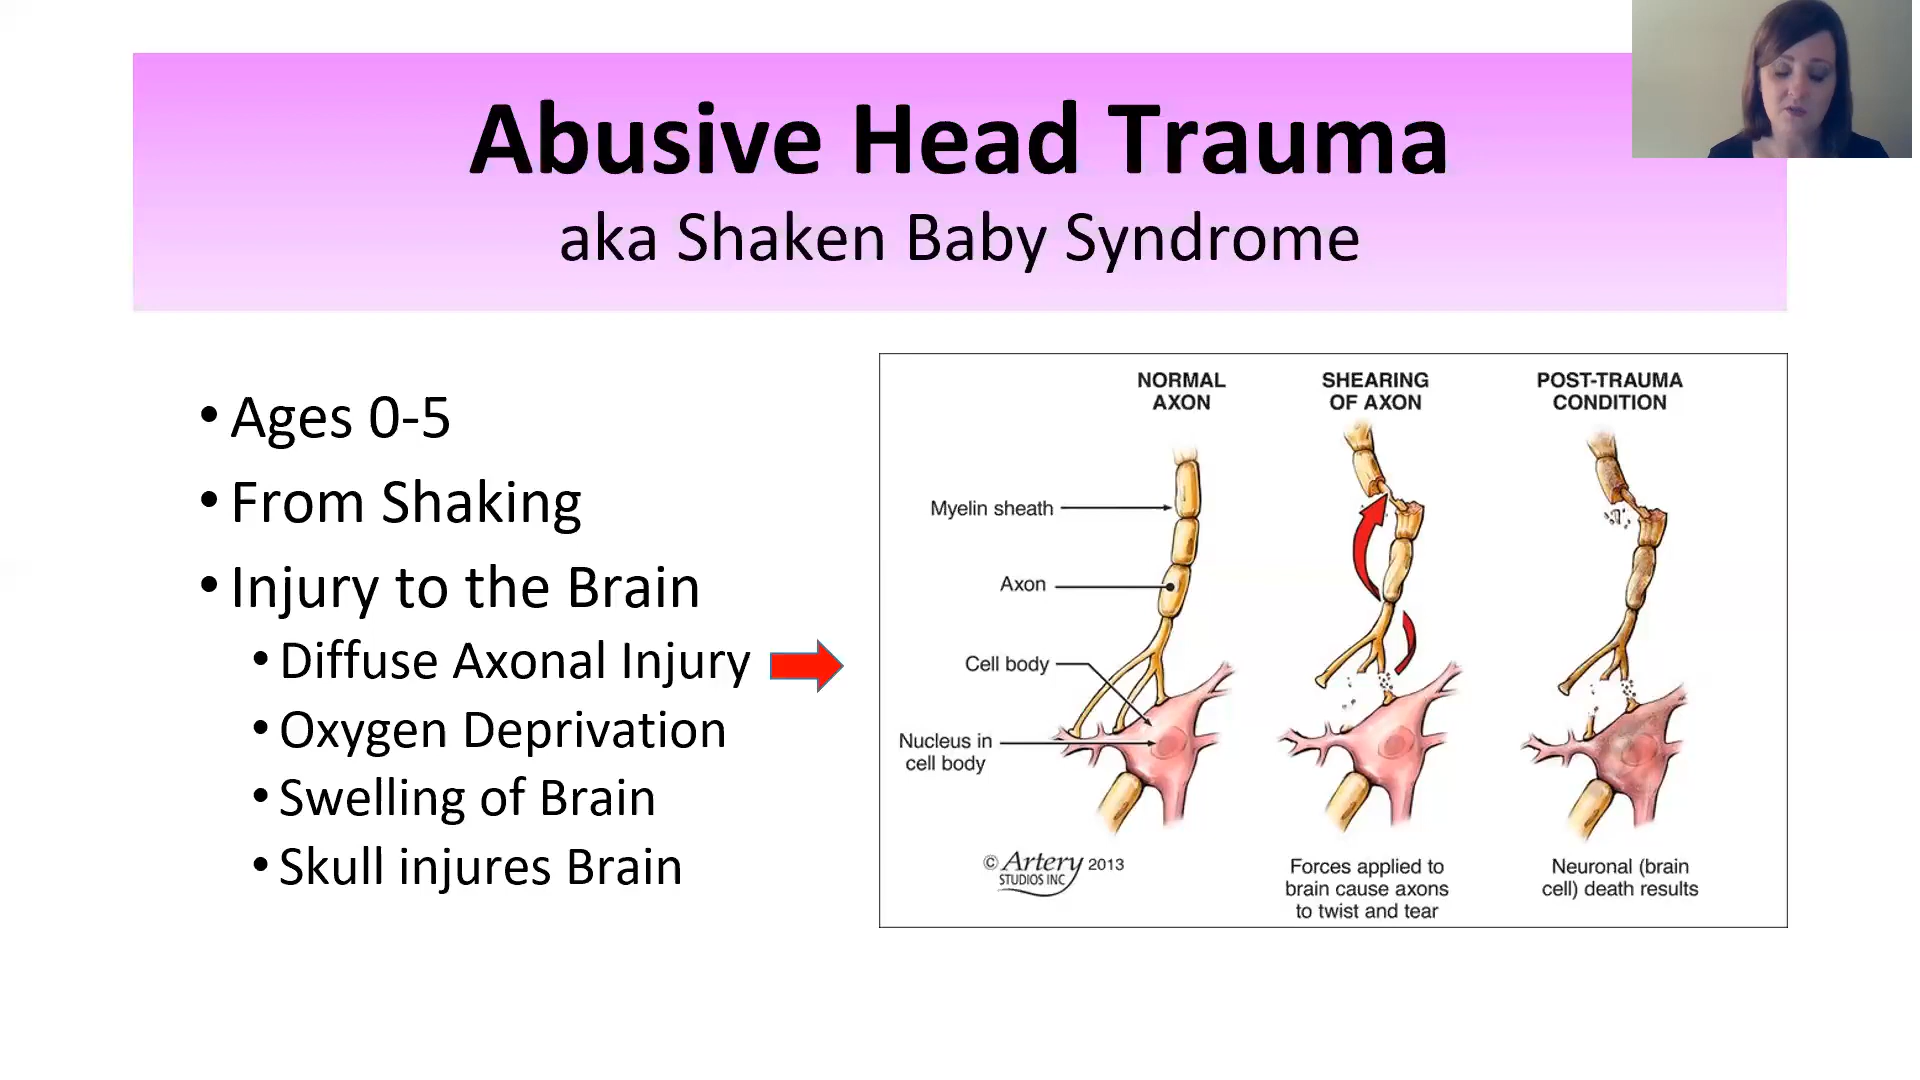 Abusive Head Trauma
aka Shaken Baby Syndrome
• Ages 0-5
• From Shaking
• Injury to the Brain
• Diffuse Axonal Injury
• Oxygen Deprivation
• Swelling of Brain
• Skull injures Brain
NORMAL
AXON
SHEARING
OF AXON
POST-TRAUMA
CONDITION
Myelin sheath
Axon
Cell body
Nucleus in
cell body
© Artery 2013
STUDIOS INC
Forces applied to
brain cause axons
to twist and tear
Neuronal (brain
cell) death results